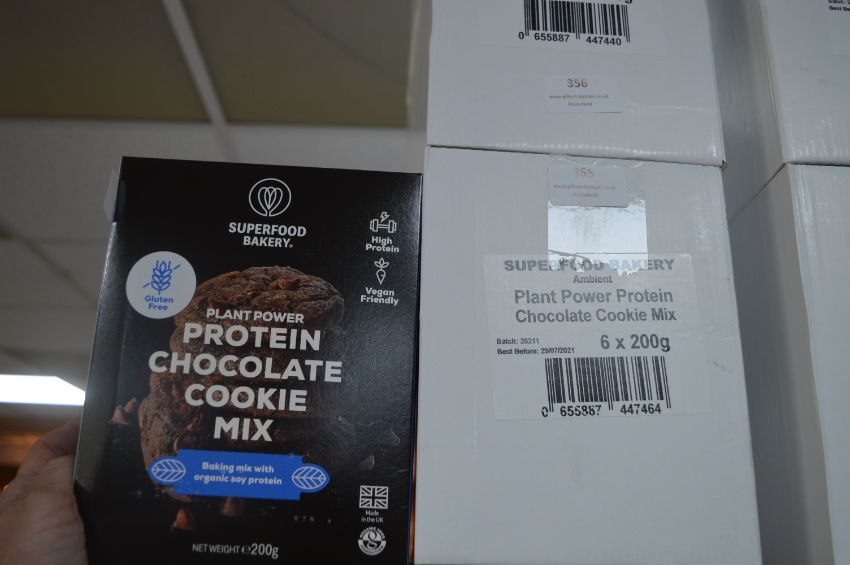 SUPERFOOD
BAKERY®
High
Protein
Vegan
Friendly
Gluten
Free
PLANT POWER
PROTEIN
CHOCOLATE
COOKIE
MIX
Baking mix with
organic soy protein
Made
in the UK
NET WEIGHT ℮200g
0 655887 447440
356
Household
355
Household
SUPERFOOD BAKERY
Ambient
Plant Power Protein
Chocolate Cookie Mix
Batch: 20211
6 x 200g
Best Before: 29/07/2021
0 655887 447464